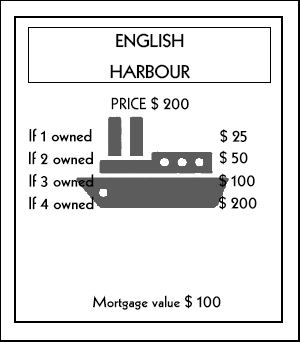 ENGLISH
HARBOUR
PRICE $ 200
If 1 owned $ 25
If 2 owned $ 50
If 3 owned $ 100
If 4 owned $ 200
Mortgage value $ 100